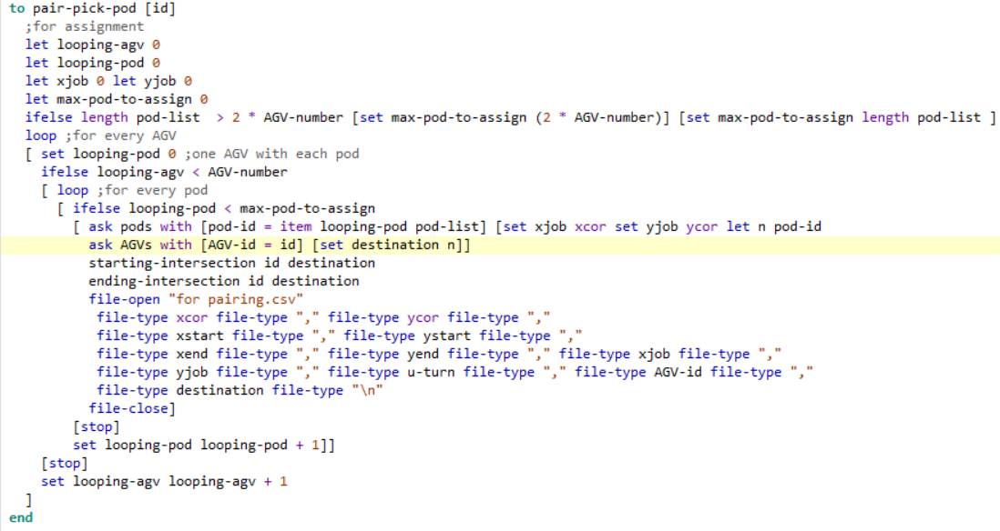 to pair-pick-pod [id]
  ;for assignment
  let looping-agv 0
  let looping-pod 0
  let xjob 0 let yjob 0
  let max-pod-to-assign 0
  ifelse length pod-list  > 2 * AGV-number [set max-pod-to-assign (2 * AGV-number)] [set max-pod-to-assign length pod-list ]
  loop ;for every AGV
  [ set looping-pod 0 ;one AGV with each pod
    ifelse looping-agv < AGV-number
    [ loop ;for every pod
      [ ifelse looping-pod < max-pod-to-assign
        [ ask pods with [pod-id = item looping-pod pod-list] [set xjob xcor set yjob ycor let n pod-id
          ask AGVs with [AGV-id = id] [set destination n]]
          starting-intersection id destination
          ending-intersection id destination
          file-open "for pairing.csv"
           file-type xcor file-type "," file-type ycor file-type ","
           file-type xstart file-type "," file-type ystart file-type ","
           file-type xend file-type "," file-type yend file-type "," file-type xjob file-type ","
           file-type yjob file-type "," file-type u-turn file-type "," file-type AGV-id file-type ","
           file-type destination file-type "\n"
          file-close]
        [stop]
        set looping-pod looping-pod + 1]]
    [stop]
    set looping-agv looping-agv + 1
  ]
end